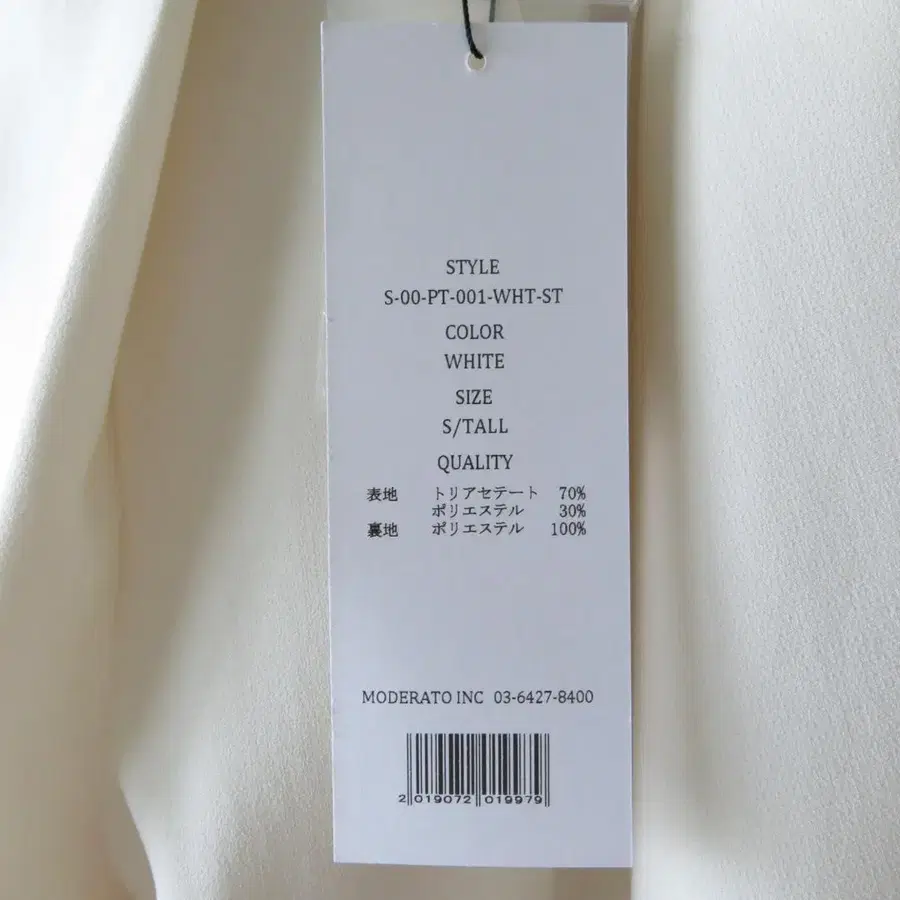 STYLE
S-00-PT-001-WHT-ST
COLOR
WHITE
SIZE
S/TALL
QUALITY
表地 トリアセテート 70%
ポリエステル 30%
裏地 ポリエステル 100%
MODERATO INC 03-6427-8400
2 019072 019979